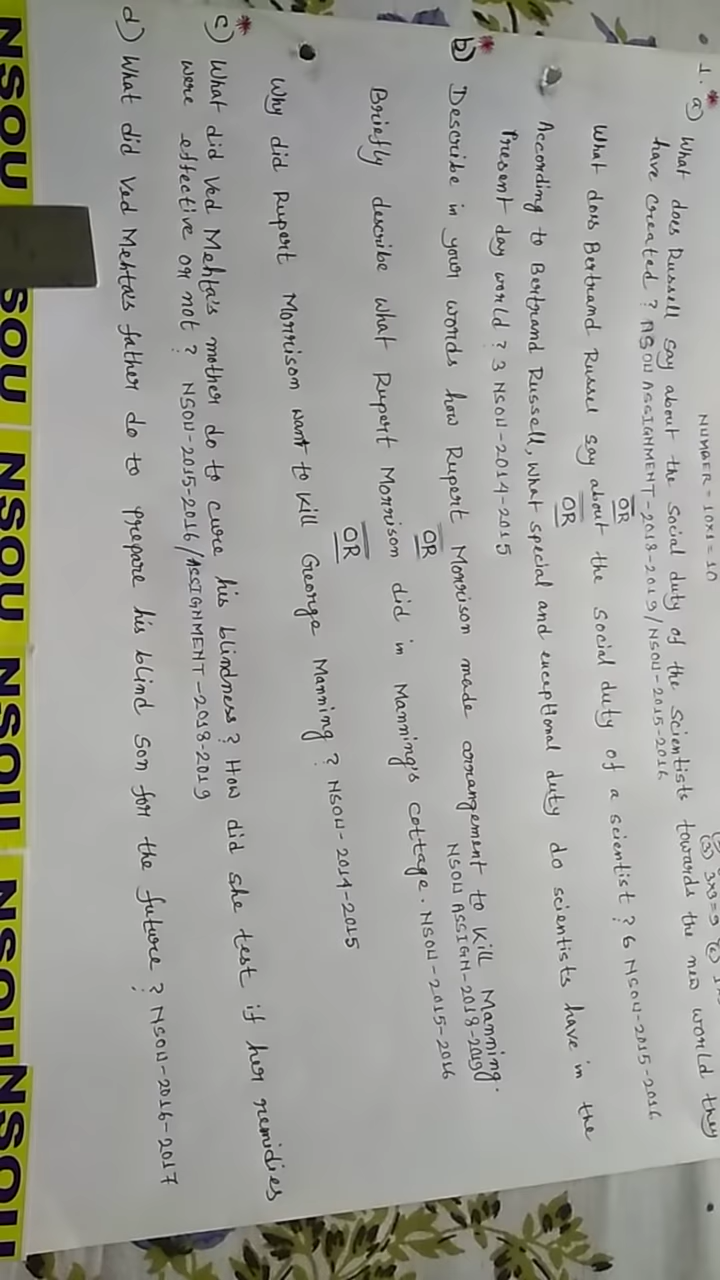 NUMBER = 10x1 = 10
(3) 3x3=9
1. a) What does Russell say about the social duty of the scientists towards the new world they
have created? NSOU ASSIGNMENT-2018-2019/NSOU-2015-2016
OR
What does Bertrand Russel say about the social duty of a scientist? 6 NSOU-2015-2016
OR
According to Bertrand Russell, what special and exceptional duty do scientists have in the
Present day world? 3 NSOU-2014-2015
b) Describe in your words how Rupert Morrison made arrangement to kill Manning.
NSOU ASSIGN-2018-2019
OR
Briefly describe what Rupert Morrison did in Manning's cottage. NSOU-2015-2016
OR
Why did Rupert Morrison want to kill George Manning? NSOU-2014-2015
c) What did Ved Mehta's mother do to cure his blindness? How did she test if her remidies
were effective or not? NSOU-2015-2016/ASSIGNMENT-2018-2019
d) What did Ved Mehta's father do to prepare his blind son for the future? NSOU-2016-2017
NSOU SOU NSOU NSOU NSOU NSOU